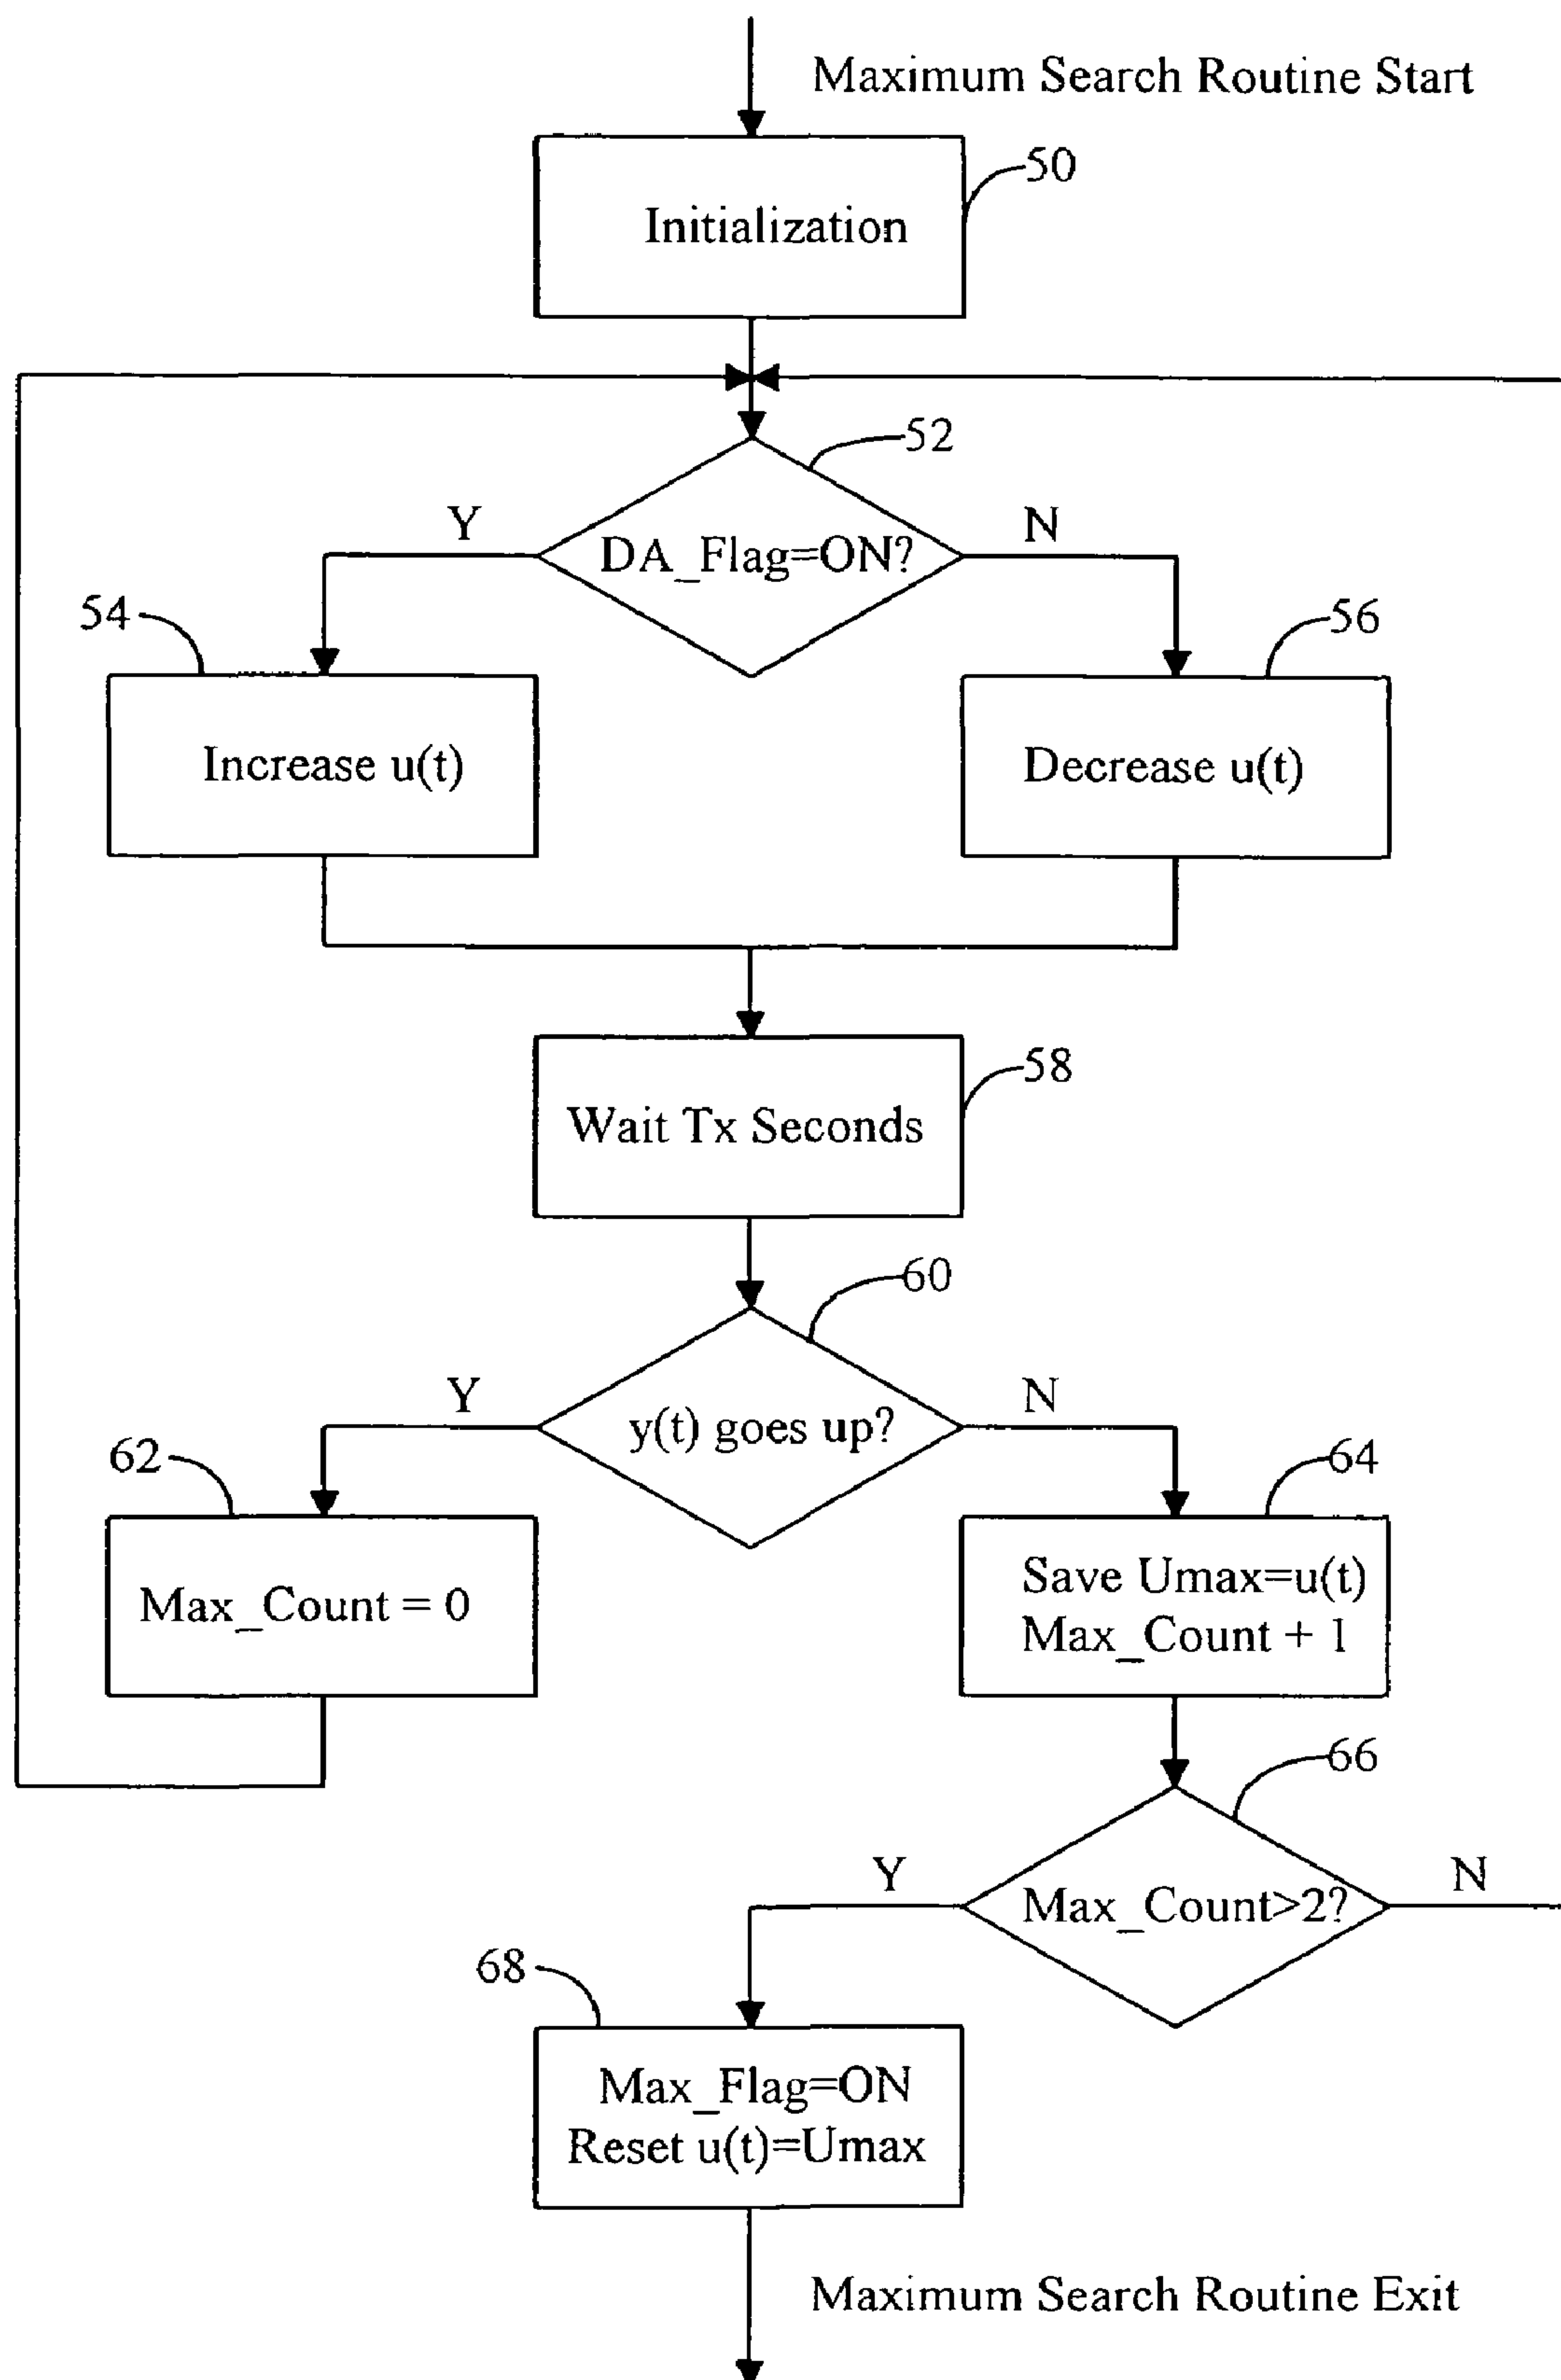 Maximum Search Routine Start
50
Initialization
52
Y
N
DA_Flag=ON?
54
56
Increase u(t)
Decrease u(t)
58
Wait Tx Seconds
60
Y
N
y(t) goes up?
62
64
Max_Count = 0
Save Umax=u(t)
Max_Count + 1
66
Y
N
Max_Count>2?
68
Max_Flag=ON
Reset u(t)=Umax
Maximum Search Routine Exit